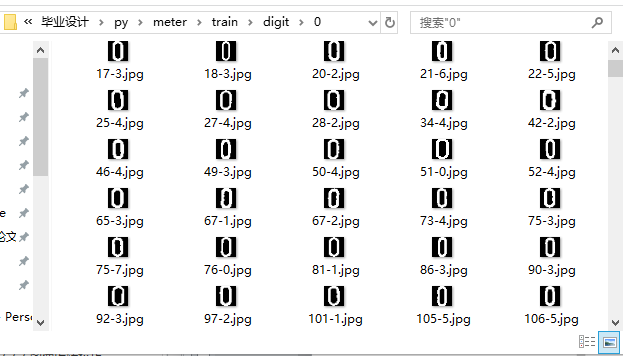 « 毕业设计 > py > meter > train > digit > 0
搜索"0"
17-3.jpg 18-3.jpg 20-2.jpg 21-6.jpg 22-5.jpg
25-4.jpg 27-4.jpg 28-2.jpg 34-4.jpg 42-2.jpg
46-4.jpg 49-3.jpg 50-4.jpg 51-0.jpg 52-4.jpg
65-3.jpg 67-1.jpg 67-2.jpg 73-4.jpg 75-3.jpg
e
论文
75-7.jpg 76-0.jpg 81-1.jpg 86-3.jpg 90-3.jpg
Pers
92-3.jpg 97-2.jpg 101-1.jpg 105-5.jpg 106-5.jpg